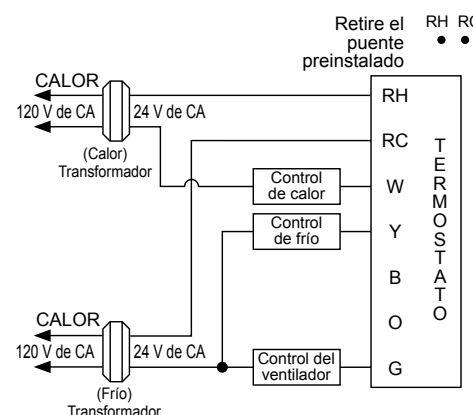 Retire el
puente
preinstalado
RH RC
CALOR
120 V de CA
24 V de CA
(Calor)
Transformador
RH
RC
Control
de calor
W
Control
de frío
Y
B
O
CALOR
120 V de CA
24 V de CA
(Frío)
Transformador
Control del
ventilador
G
TERMOSTATO